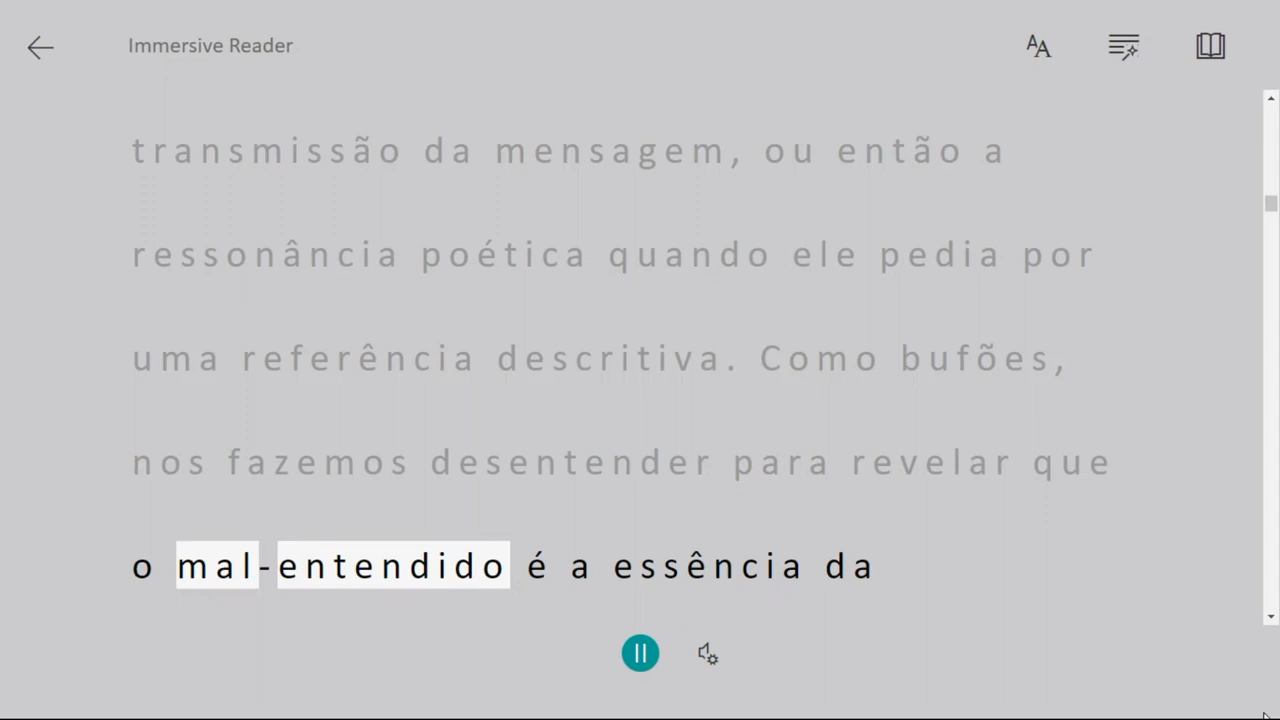 Immersive Reader
transmissão da mensagem, ou então a
ressonância poética quando ele pedia por
uma referência descritiva. Como bufões,
nos fazemos desentender para revelar que
o mal-entendido é a essência da